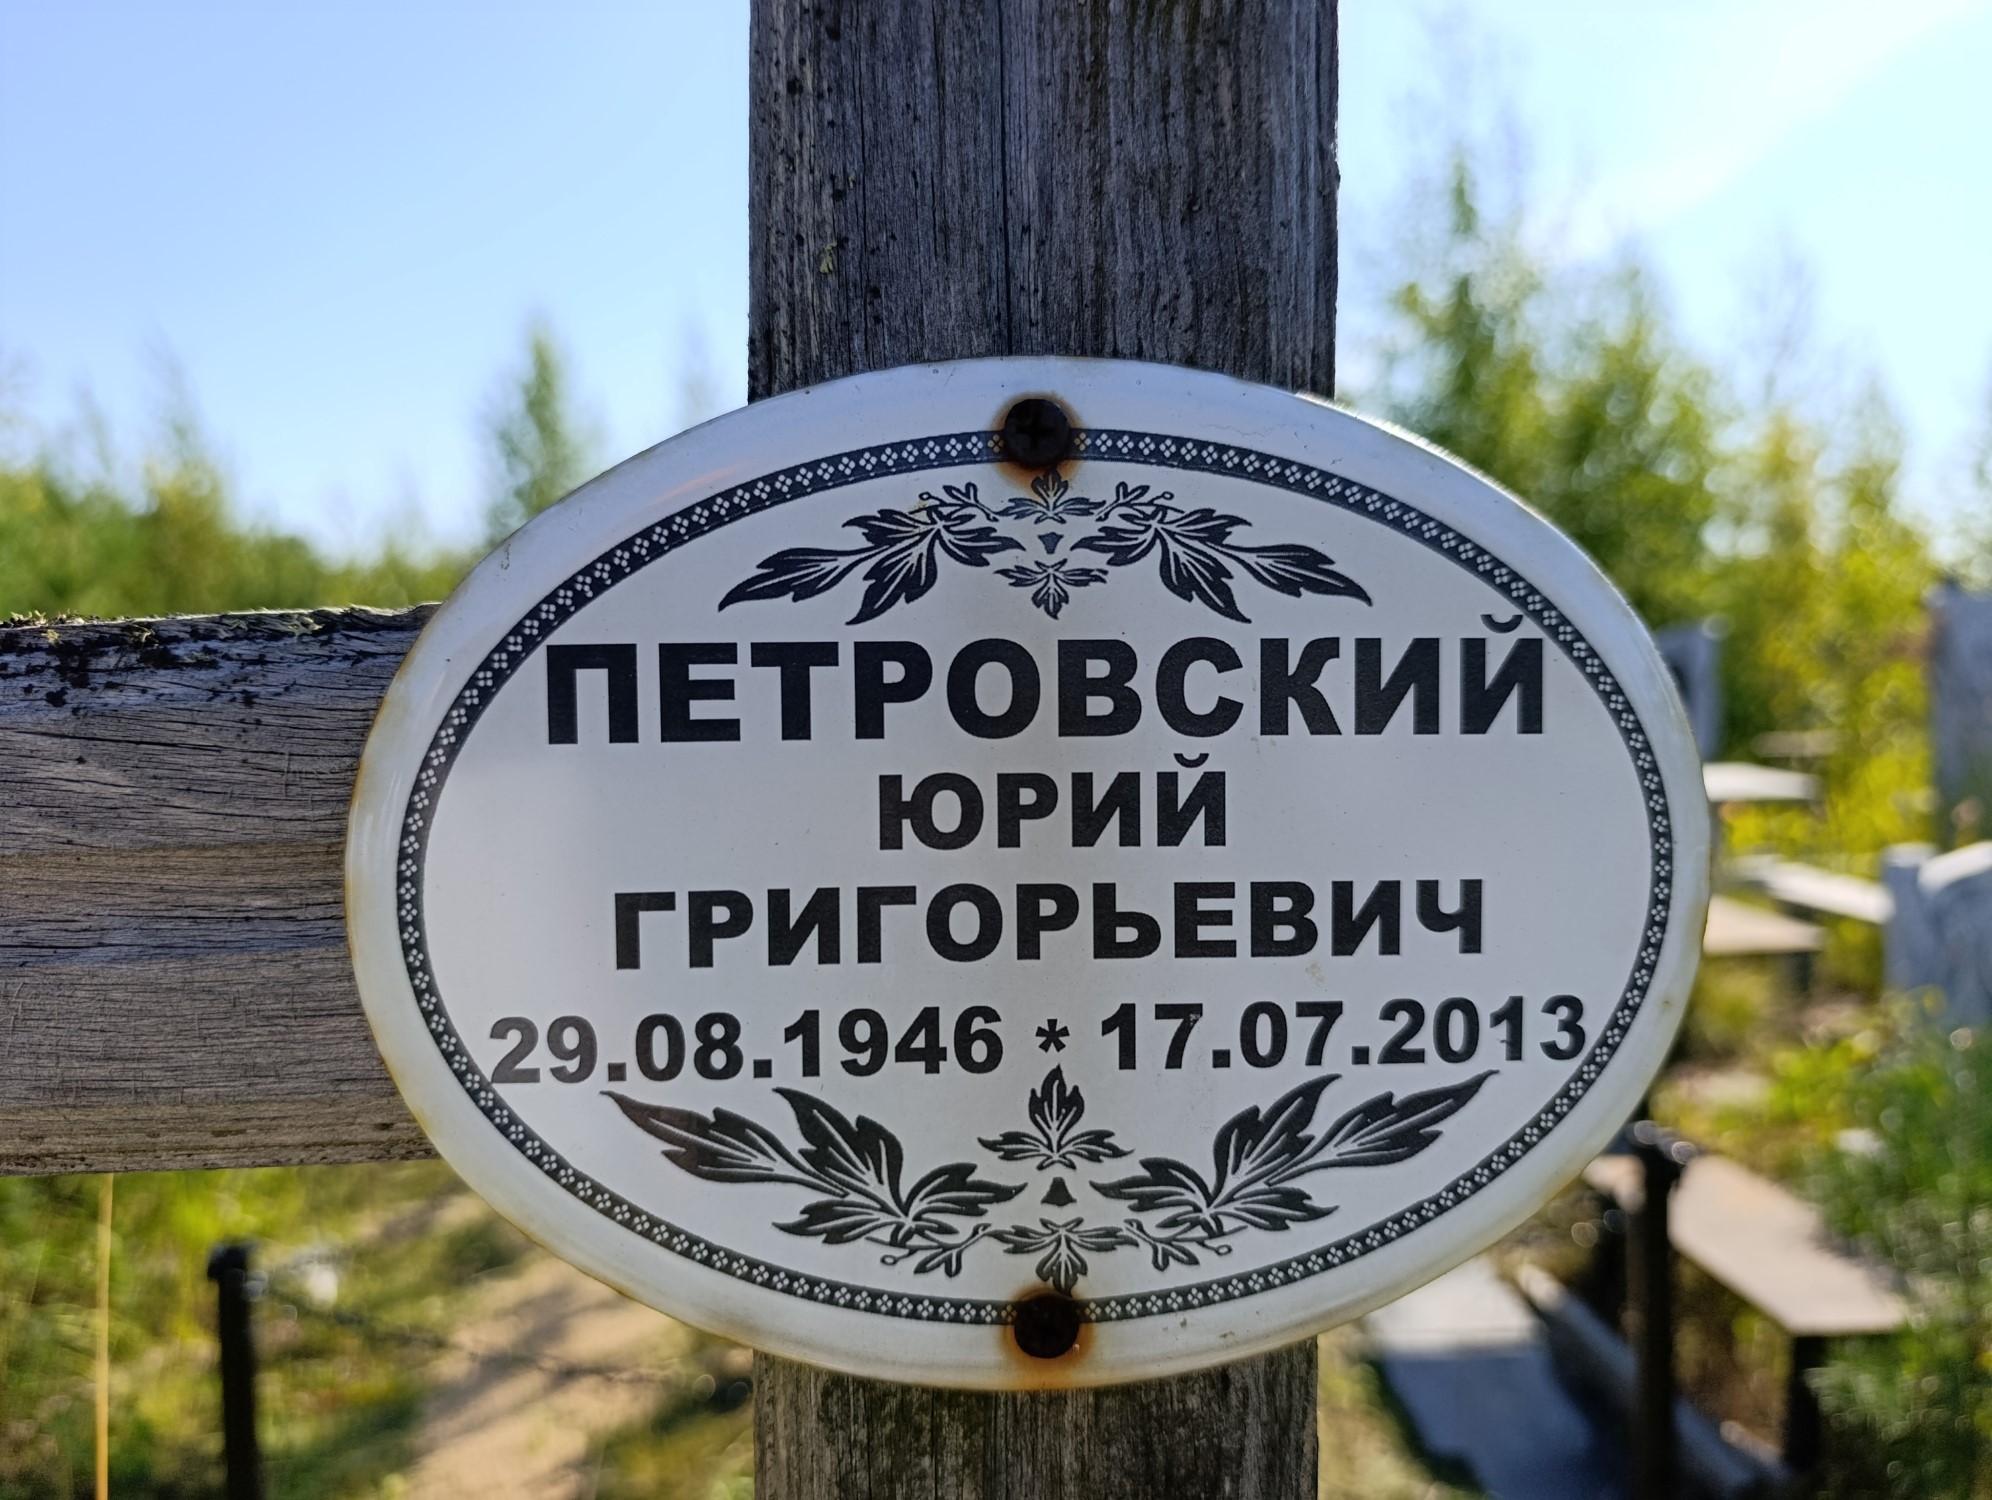 ПЕТРОВСКИЙ
ЮРИЙ
ГРИГОРЬЕВИЧ
29.08.1946 * 17.07.2013